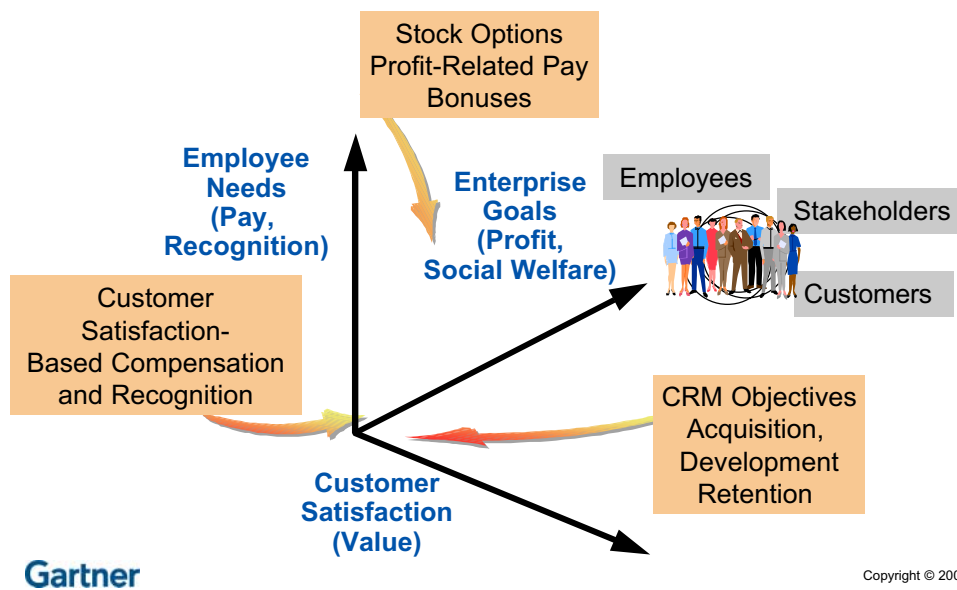 Stock Options
Profit-Related Pay
Bonuses
Employee
Needs
(Pay,
Recognition)
Enterprise
Goals
(Profit,
Social Welfare)
Employees
Stakeholders
Customers
Customer
Satisfaction-
Based Compensation
and Recognition
CRM Objectives
Acquisition,
Development
Retention
Customer
Satisfaction
(Value)
Gartner
Copyright ©